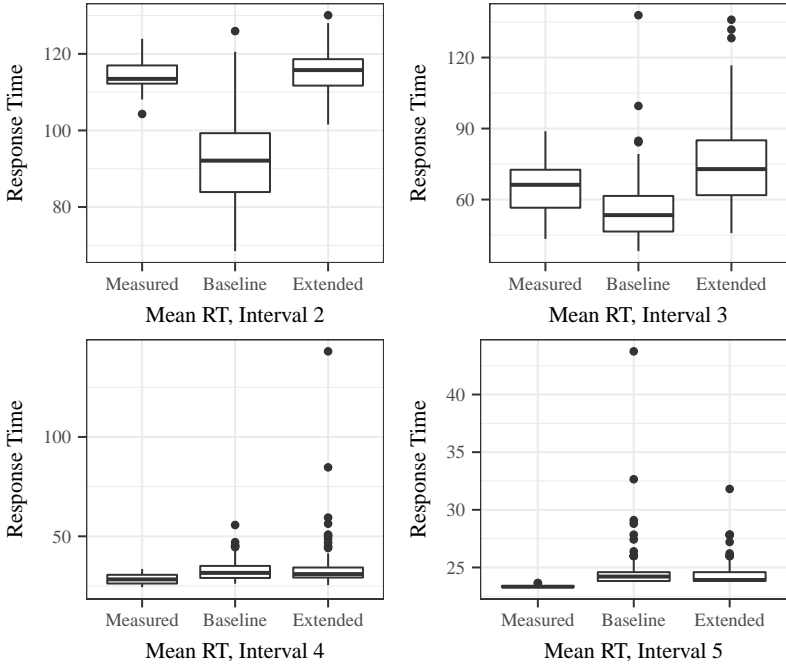 Response Time
120
100
80
Measured Baseline Extended
Mean RT, Interval 2
Response Time
120
90
60
Measured Baseline Extended
Mean RT, Interval 3
Response Time
100
50
Measured Baseline Extended
Mean RT, Interval 4
Response Time
40
35
30
25
Measured Baseline Extended
Mean RT, Interval 5